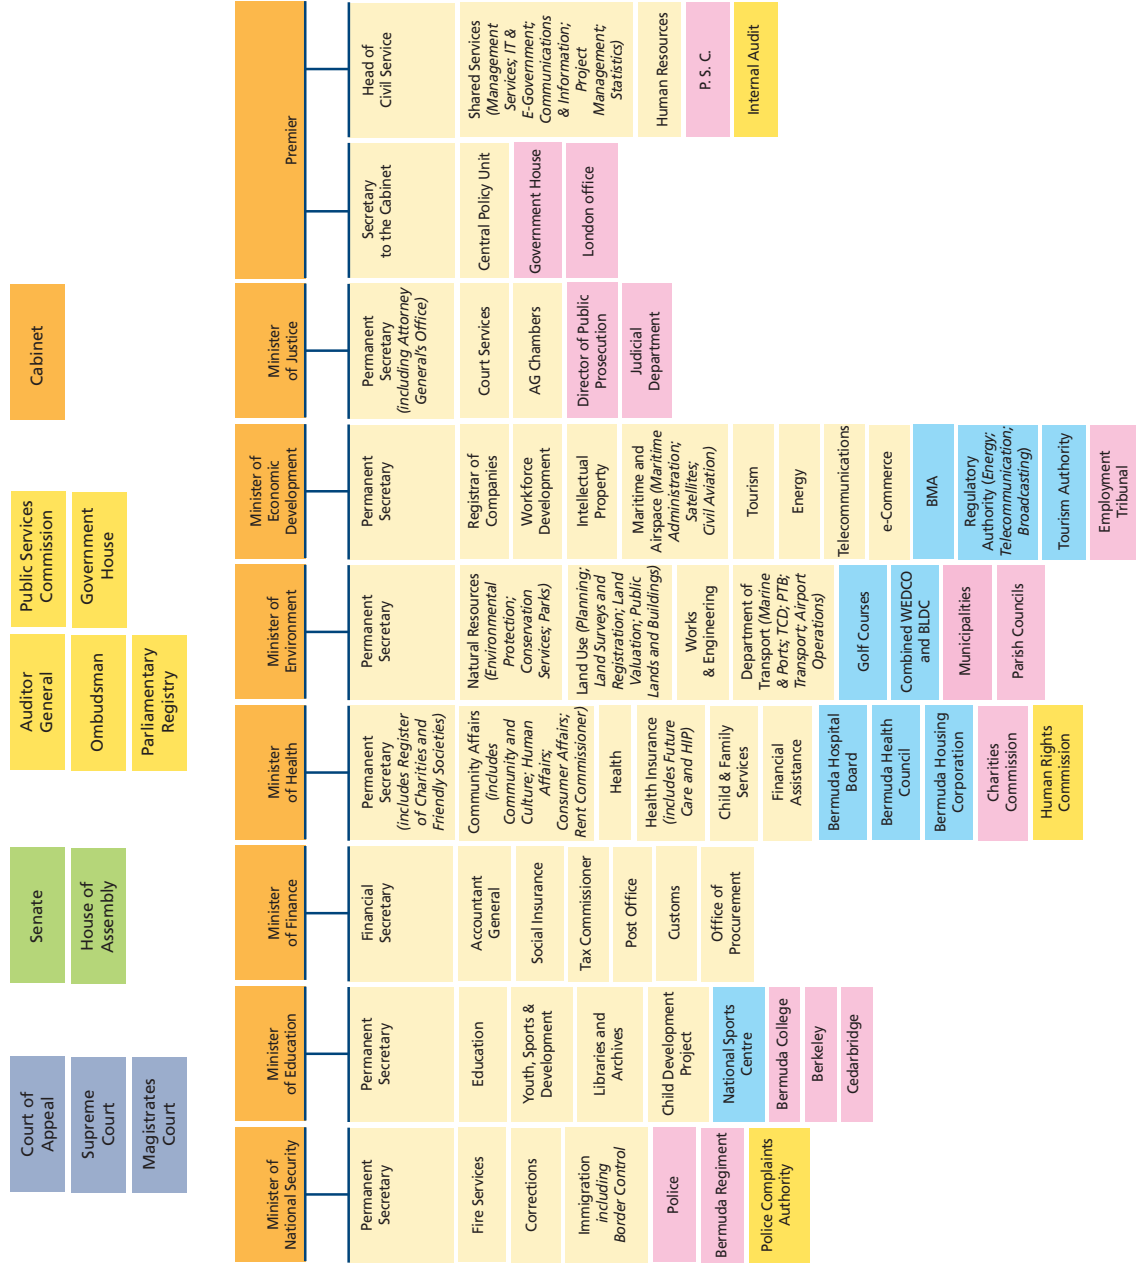 Court of
Appeal
Supreme
Court
Magistrates
Court
Senate
House of
Assembly
Auditor
General
Ombudsman
Parliamentary
Registry
Public Services
Commission
Government
House
Cabinet
Minister of
National Security
Permanent
Secretary
Fire Services
Corrections
Immigration
including
Border Control
Police
Bermuda Regiment
Police Complaints
Authority
Minister
of Education
Permanent
Secretary
Education
Youth, Sports &
Development
Libraries and
Archives
Child Development
Project
National Sports
Centre
Bermuda College
Berkeley
Cedarbridge
Minister
of Finance
Financial
Secretary
Accountant
General
Social Insurance
Tax Commissioner
Post Office
Customs
Office of
Procurement
Minister
of Health
Permanent
Secretary
(includes Register
of Charities and
Friendly Societies)
Community Affairs
(includes
Community and
Culture; Human
Affairs;
Consumer Affairs;
Rent Commissioner)
Health
Health Insurance
(includes Future
Care and HIP)
Child & Family
Services
Financial
Assistance
Bermuda Hospital
Board
Bermuda Health
Council
Bermuda Housing
Corporation
Charities
Commission
Human Rights
Commission
Minister
of Environment
Permanent
Secretary
Natural Resources
(Environmental
Protection;
Conservation
Services; Parks)
Land Use (Planning;
Land Surveys and
Registration; Land
Valuation; Public
Lands and Buildings)
Works
& Engineering
Department of
Transport (Marine
& Ports; TCD; PTB;
Transport; Airport
Operations)
Golf Courses
Combined WEDCO
and BLDC
Municipalities
Parish Councils
Minister of
Economic
Development
Permanent
Secretary
Registrar of
Companies
Workforce
Development
Intellectual
Property
Maritime and
Airspace (Maritime
Administration;
Satellites;
Civil Aviation)
Tourism
Energy
Telecommunications
e-Commerce
BMA
Regulatory
Authority (Energy;
Telecommunication;
Broadcasting)
Tourism Authority
Employment
Tribunal
Minister
of Justice
Permanent
Secretary
(including Attorney
General's Office)
Court Services
AG Chambers
Director of Public
Prosecution
Judicial
Department
Premier
Secretary
to the Cabinet
Central Policy Unit
Government House
London office
Head of
Civil Service
Shared Services
(Management
Services; IT &
E-Government;
Communications
& Information;
Project
Management;
Statistics)
Human Resources
P. S. C.
Internal Audit